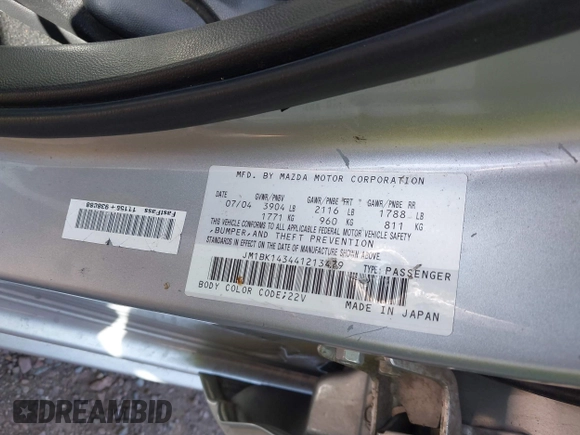 MFD. BY MAZDA MOTOR CORPORATION
DATE GVWR/PNBV GAWR/PNBE "FRT" GAWR/PNBE RR
07/04 3904 LB 2116 LB 1788 LB
1771 KG 960 KG 811 KG
THIS VEHICLE CONFORMS TO ALL APPLICABLE FEDERAL MOTOR VEHICLE SAFETY
, BUMPER, AND THEFT PREVENTION
STANDARDS IN EFFECT ON THE DATE OF MANUFACTURE SHOWN ABOVE.
JM1BK143441213479 TYPE: PASSENGER
BODY COLOR CODE;22V MADE IN JAPAN
FastPass 11156
DREAMBID